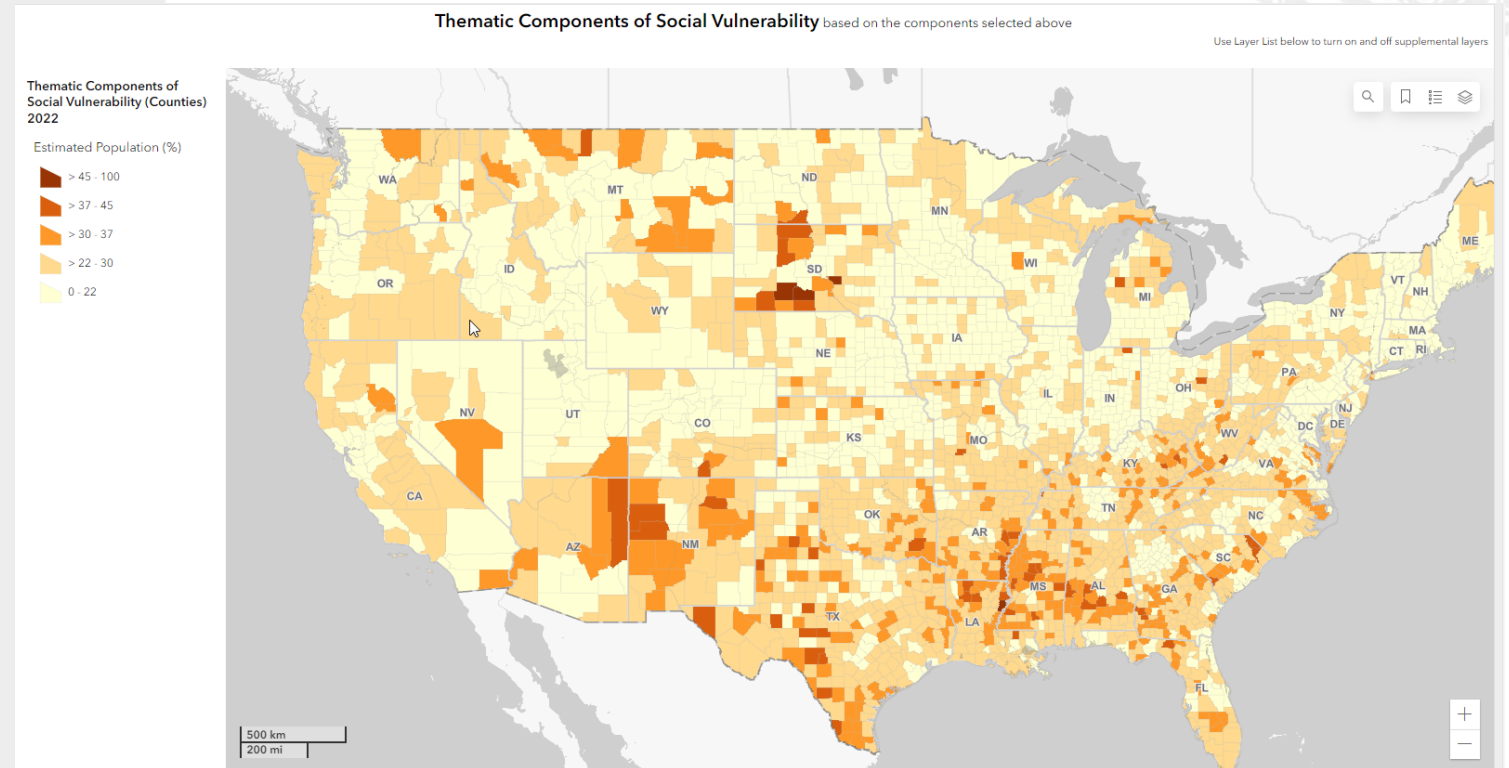 Thematic Components of Social Vulnerability based on the components selected above
Use Layer List below to turn on and off supplemental layers
Thematic Components of
Social Vulnerability (Counties)
2022
Estimated Population (%)
> 45 - 100
> 37 - 45
> 30 - 37
> 22 - 30
0 - 22
WA
MT
ND
MN
ME
OR
ID
WY
SD
WI
MI
VT
NH
NY
MA
CT
RI
NE
IA
PA
NV
UT
CO
IL
IN
OH
NJ
DE
DC
KS
MO
WV
KY
VA
CA
AZ
NM
OK
AR
TN
NC
SC
MS
AL
GA
TX
LA
FL
500 km
200 mi